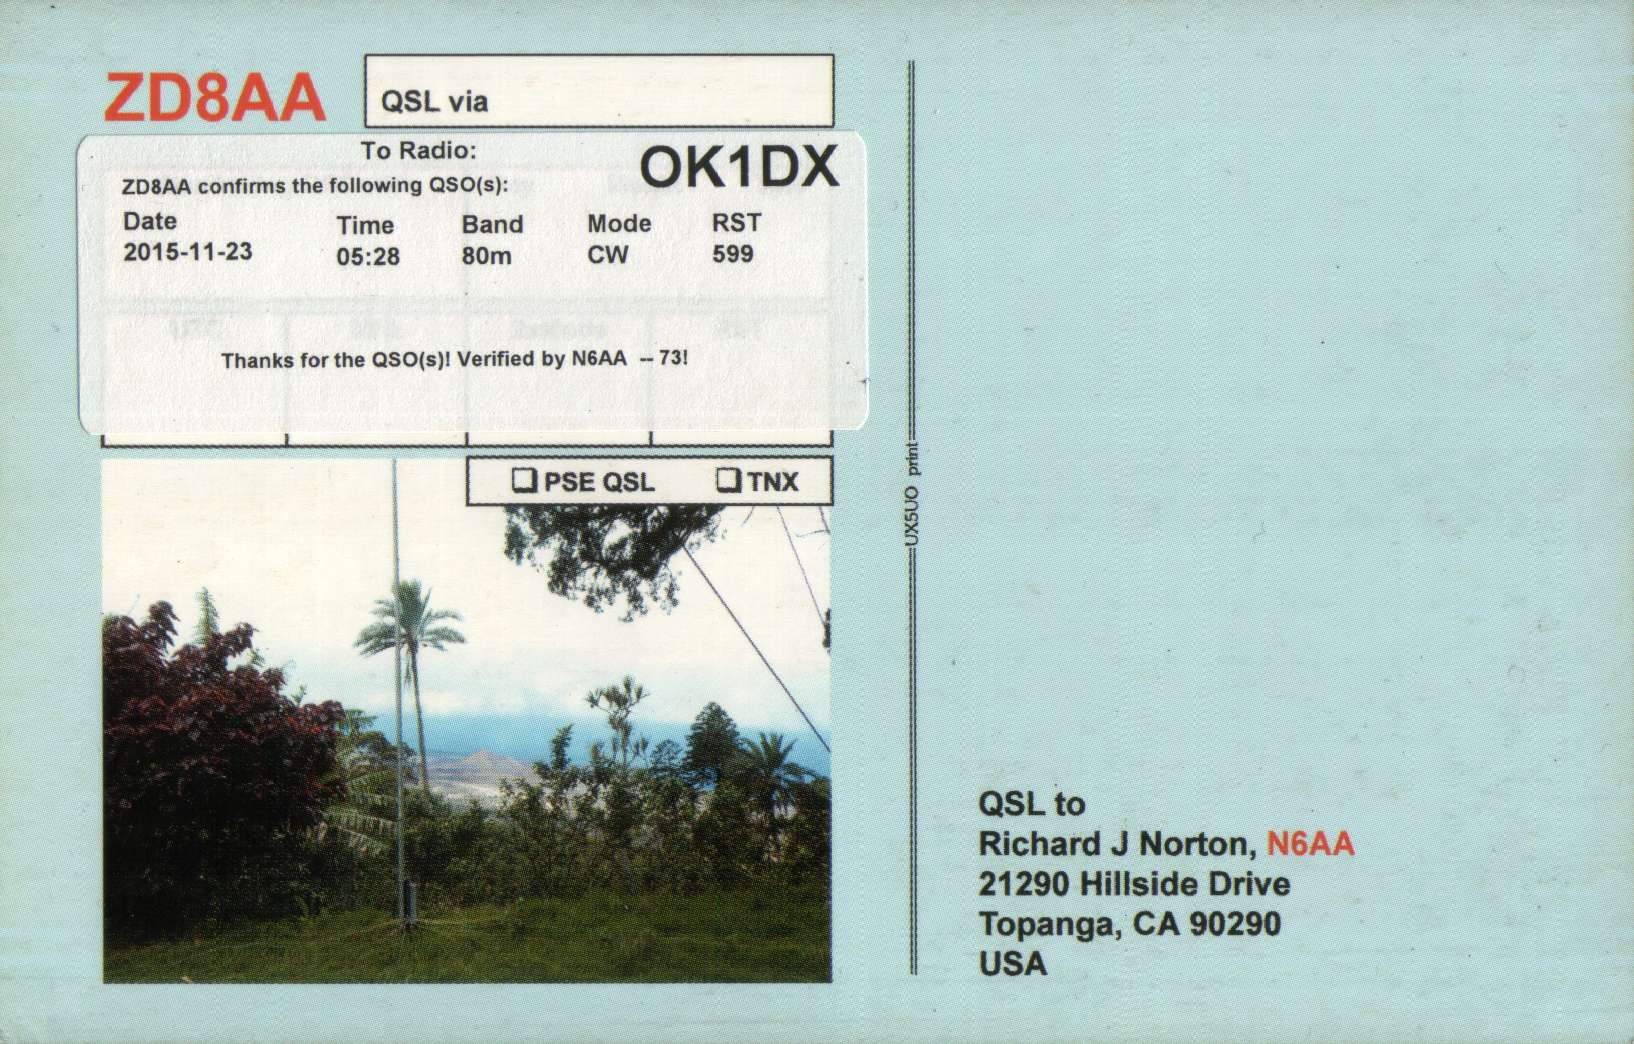 ZD8AA
QSL via
To Radio:
OK1DX
ZD8AA confirms the following QSO(s):
Date Time Band Mode RST
2015-11-23 05:28 80m CW 599
Thanks for the QSO(s)! Verified by N6AA -- 73!
❏ PSE QSL ❏ TNX
UX5UO print
QSL to
Richard J Norton, N6AA
21290 Hillside Drive
Topanga, CA 90290
USA